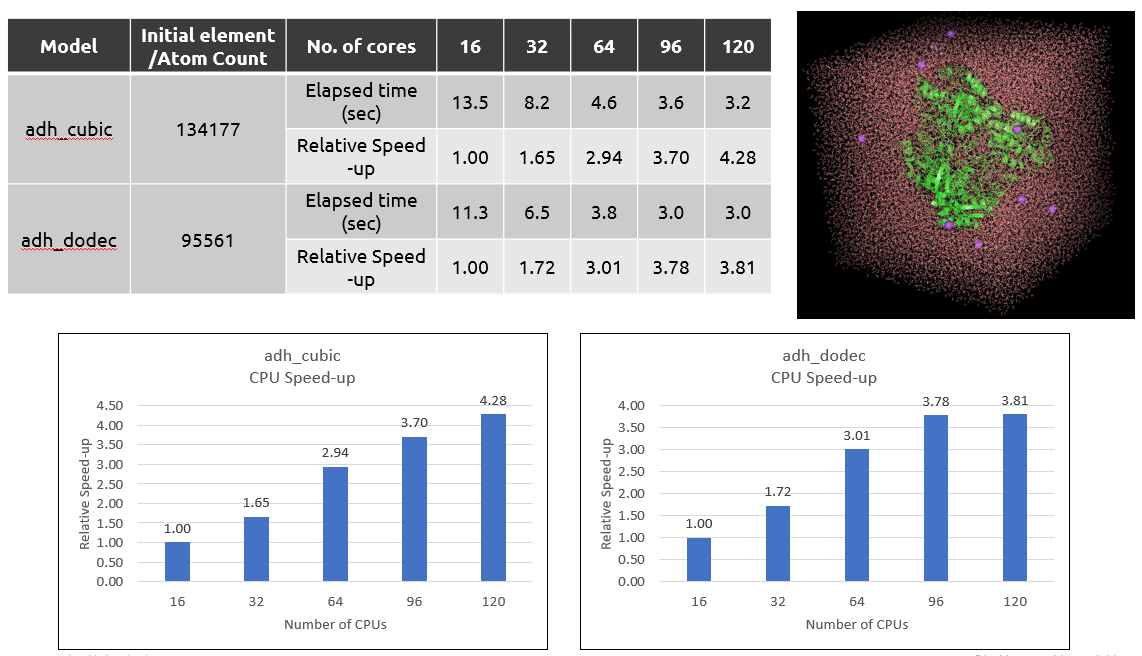 Model Initial element No. of cores 16 32 64 96 120
/Atom Count
adh_cubic 134177 Elapsed time 13.5 8.2 4.6 3.6 3.2
(sec)
Relative Speed 1.00 1.65 2.94 3.70 4.28
-up
adh_dodec 95561 Elapsed time 11.3 6.5 3.8 3.0 3.0
(sec)
Relative Speed 1.00 1.72 3.01 3.78 3.81
-up
adh_cubic
CPU Speed-up
4.50
4.00
3.50
3.00
2.50
2.00
1.50
1.00
0.50
0.00
Relative Speed-up
1.00
1.65
2.94
3.70
4.28
16 32 64 96 120
Number of CPUs
adh_dodec
CPU Speed-up
4.00
3.50
3.00
2.50
2.00
1.50
1.00
0.50
0.00
Relative Speed-up
1.00
1.72
3.01
3.78
3.81
16 32 64 96 120
Number of CPUs